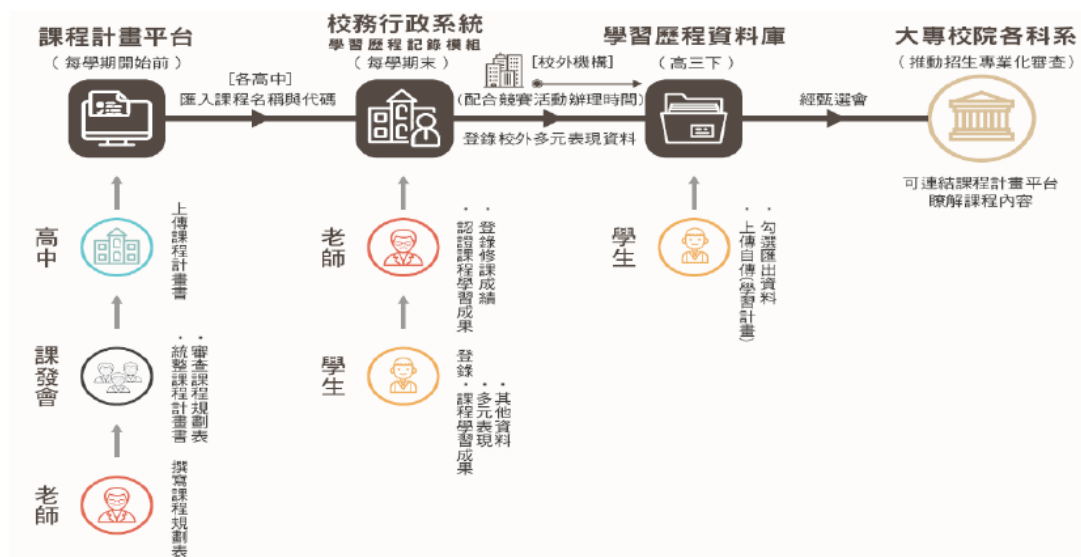 課程計畫平台
（每學期開始前）
[各高中]
匯入課程名稱與代碼
校務行政系統
學習歷程記錄模組
（每學期末）
[校外機構]
(配合競賽活動辦理時間)
登錄校外多元表現資料
學習歷程資料庫
（高三下）
經甄選會
大專校院各科系
（推動招生專業化審查）
可連結課程計畫平台
瞭解課程內容
高中
上傳課程計畫書
課發會
・審查課程規劃表
・統整課程計畫書
老師
撰寫課程規劃表
老師
・登錄修課成績
・認證課程學習成果
學生
登錄
・課程學習成果
・多元表現
・其他資料
學生
・勾選匯出資料
・上傳自傳(學習計畫)